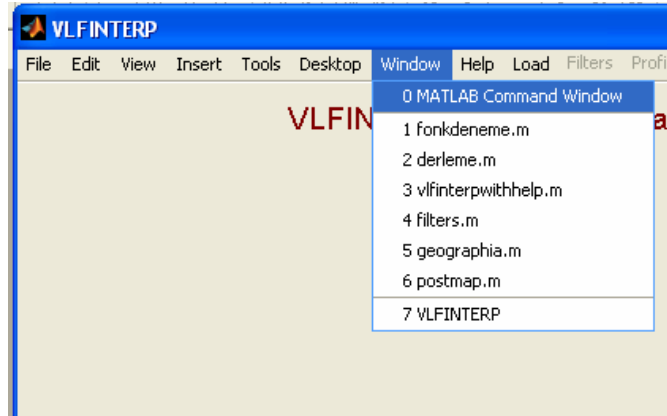 VLFINTERP
File Edit View Insert Tools Desktop Window Help Load Filters
0 MATLAB Command Window
1 fonkdeneme.m
2 derleme.m
3 vlfinterpwithhelp.m
4 filters.m
5 geographia.m
6 postmap.m
7 VLFINTERP